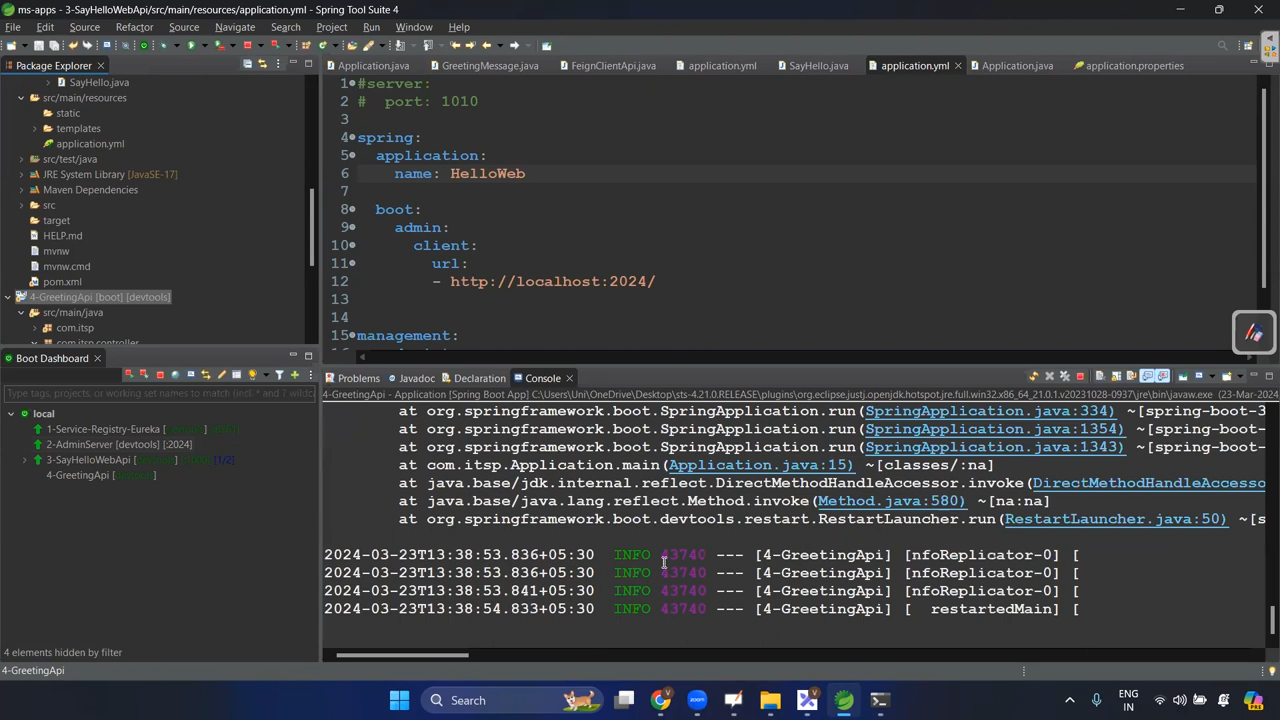 ms-apps - 3-SayHelloWebApi/src/main/resources/application.yml - Spring Tool Suite 4
File Edit Source Refactor Navigate Search Project Run Window Help
Package Explorer
Application.java GreetingMessage.java FeignClientApi.java application.yml SayHello.java application.yml Application.java application.properties
SayHello.java
src/main/resources
static
templates
application.yml
src/test/java
JRE System Library [JavaSE-17]
Maven Dependencies
src
target
HELP.md
mvnw
mvnw.cmd
pom.xml
4-GreetingApi [boot] [devtools]
src/main/java
com.itsp
com.itsp.controller
1 #server:
2 #  port: 1010
3
4 spring:
5 application:
6 name: HelloWeb
7
8 boot:
9 admin:
10 client:
11 url:
12 - http://localhost:2024/
13
14
15 management:
Boot Dashboard
Type tags, projects, or working set names to match (incl. * and ? wildca
local
1-Service-Registry-Eureka [
2-AdminServer [devtools] [:2024]
3-SayHelloWebApi [1/2]
4-GreetingApi [devtools]
4 elements hidden by filter
Problems Javadoc Declaration Console
4-GreetingApi - Application [Spring Boot App] C:\Users\Uni\OneDrive\Desktop\sts-4.21.0.RELEASE\plugins\org.eclipse.justj.openjdk.hotspot.jre.full.win32.x86_64_21.0.1.v20231028-0937\jre\bin\javaw.exe (23-Mar-2024
at org.springframework.boot.SpringApplication.run(SpringApplication.java:334) ~[spring-boot-3
at org.springframework.boot.SpringApplication.run(SpringApplication.java:1354) ~[spring-boot-
at org.springframework.boot.SpringApplication.run(SpringApplication.java:1343) ~[spring-boot-
at com.itsp.Application.main(Application.java:15) ~[classes/:na]
at java.base/jdk.internal.reflect.DirectMethodHandleAccessor.invoke(DirectMethodHandleAccesso
at java.base/java.lang.reflect.Method.invoke(Method.java:580) ~[na:na]
at org.springframework.boot.devtools.restart.RestartLauncher.run(RestartLauncher.java:50) ~[s
2024-03-23T13:38:53.836+05:30 INFO 43740 --- [4-GreetingApi] [nfoReplicator-0] [
2024-03-23T13:38:53.836+05:30 INFO 43740 --- [4-GreetingApi] [nfoReplicator-0] [
2024-03-23T13:38:53.841+05:30 INFO 43740 --- [4-GreetingApi] [nfoReplicator-0] [
2024-03-23T13:38:54.833+05:30 INFO 43740 --- [4-GreetingApi] [ restartedMain] [
4-GreetingApi
Search
ENG
IN